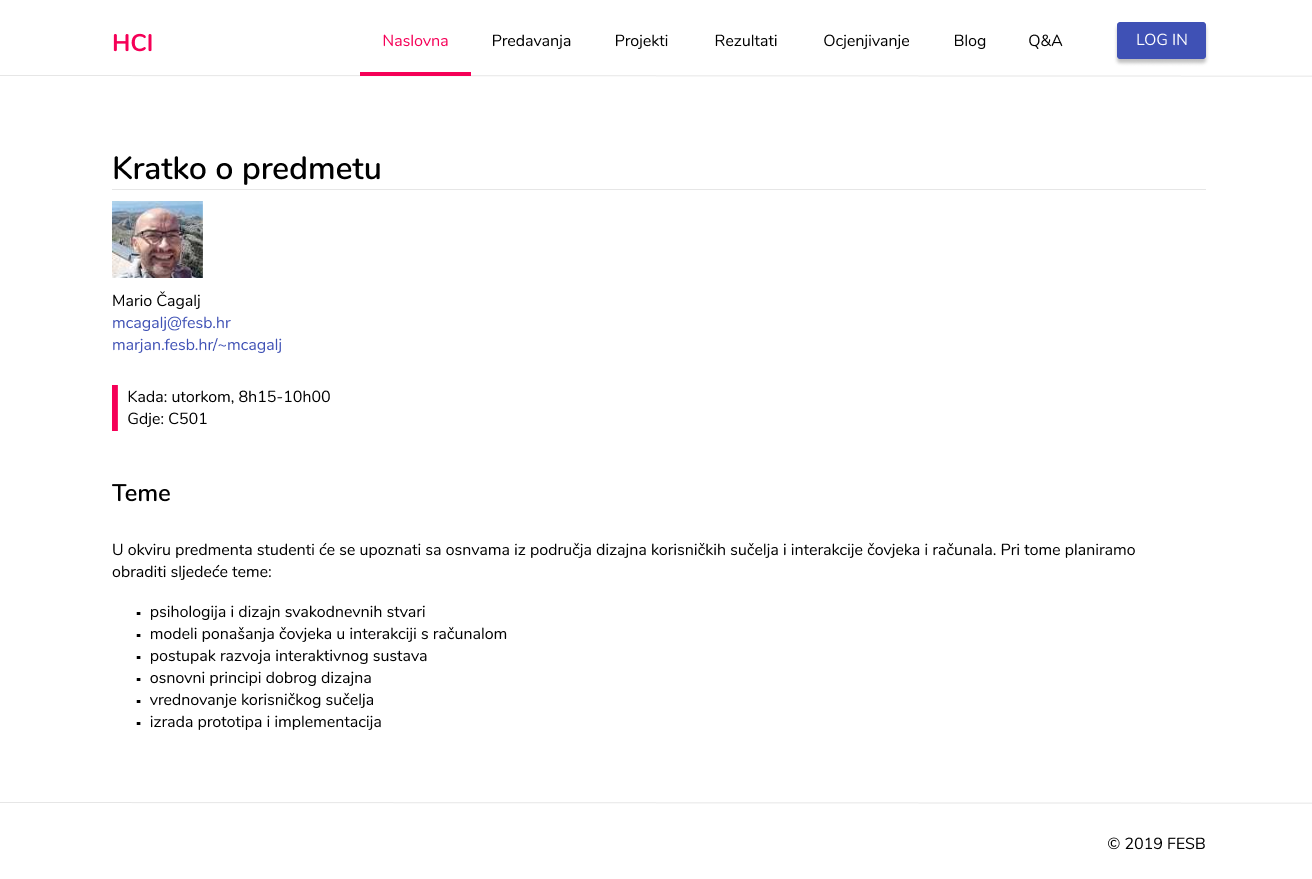 HCI
Naslovna
Predavanja
Projekti
Rezultati
Ocjenjivanje
Blog
Q&A
LOG IN
Kratko o predmetu
Mario Čagalj
mcagalj@fesb.hr
marjan.fesb.hr/~mcagalj
Kada: utorkom, 8h15-10h00
Gdje: C501
Teme
U okviru predmenta studenti će se upoznati sa osnvama iz područja dizajna korisničkih sučelja i interakcije čovjeka i računala. Pri tome planiramo
obraditi sljedeće teme:
▪ psihologija i dizajn svakodnevnih stvari
▪ modeli ponašanja čovjeka u interakciji s računalom
▪ postupak razvoja interaktivnog sustava
▪ osnovni principi dobrog dizajna
▪ vrednovanje korisničkog sučelja
▪ izrada prototipa i implementacija
© 2019 FESB